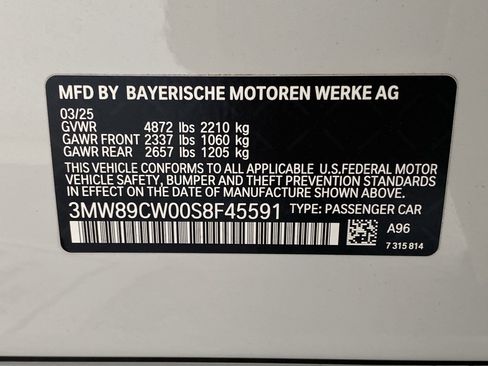 MFD BY BAYERISCHE MOTOREN WERKE AG
03/25
GVWR 4872 lbs 2210 kg
GAWR FRONT 2337 lbs 1060 kg
GAWR REAR 2657 lbs 1205 kg
THIS VEHICLE CONFORMS TO ALL APPLICABLE U.S.FEDERAL MOTOR
VEHICLE SAFETY, BUMPER, AND THEFT PREVENTION STANDARDS
IN EFFECT ON THE DATE OF MANUFACTURE SHOWN ABOVE.
3MW89CW00S8F45591 TYPE: PASSENGER CAR
A96
7 315 814